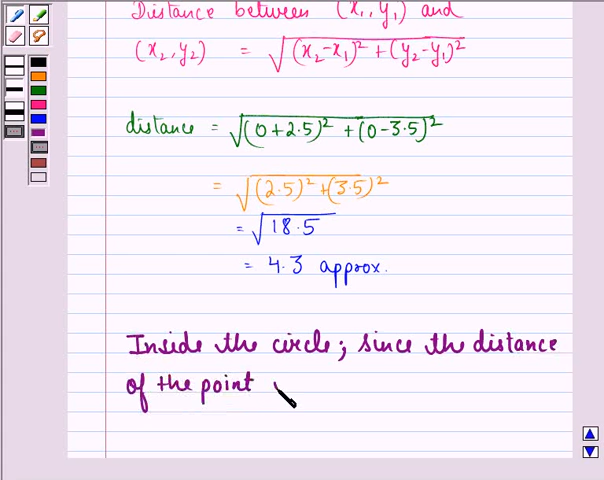 Distance between (x₁, y₁) and
(x₂, y₂) = √(x₂-x₁)² + (y₂-y₁)²
distance = √(0+2.5)² + (0-3.5)²
= √(2.5)² + (3.5)²
= √18.5
= 4.3 approx.
Inside the circle; since the distance
of the point